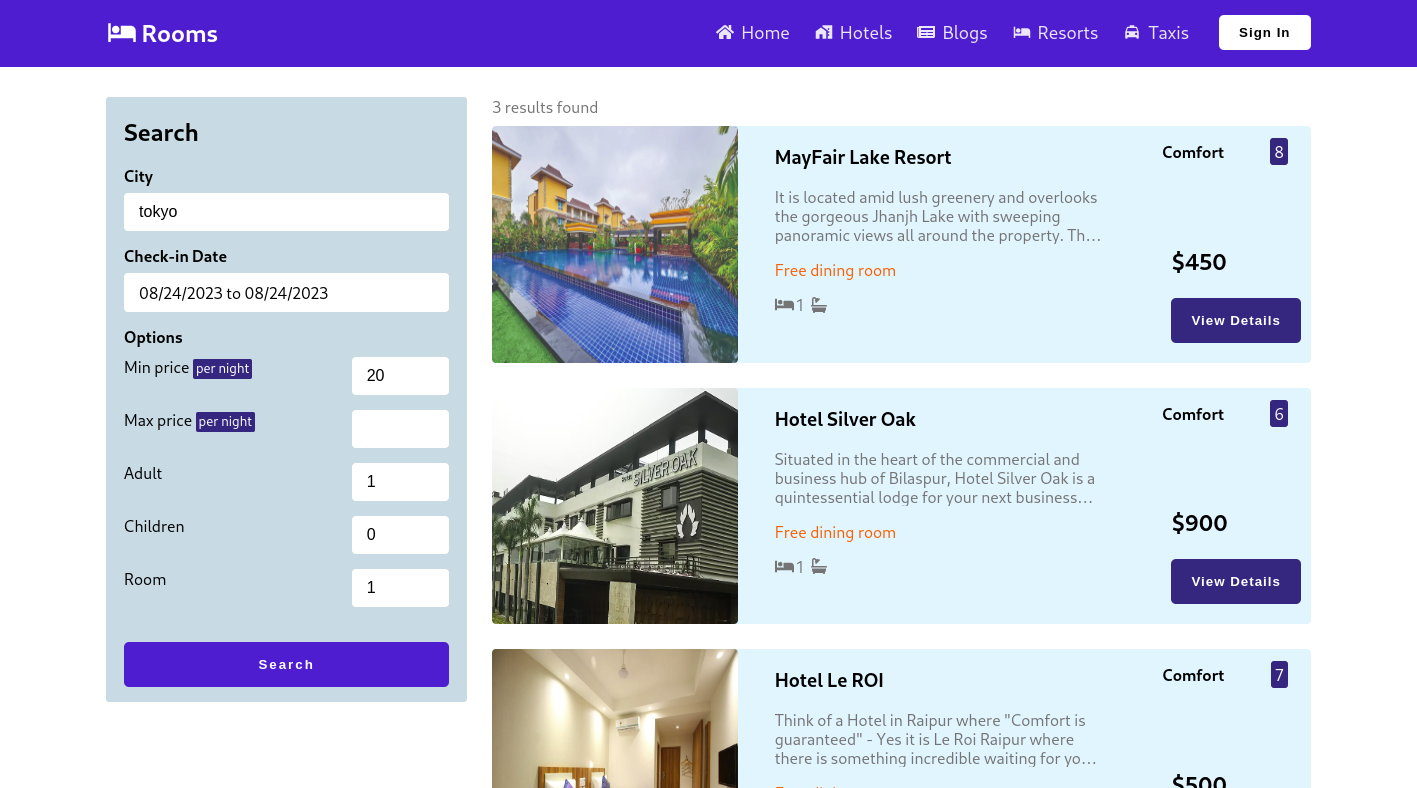 Rooms
Home
Hotels
Blogs
Resorts
Taxis
Sign In
Search
City
tokyo
Check-in Date
08/24/2023 to 08/24/2023
Options
Min price per night
20
Max price per night
Adult
1
Children
0
Room
1
Search
3 results found
MayFair Lake Resort
Comfort
8
It is located amid lush greenery and overlooks
the gorgeous Jhanjh Lake with sweeping
panoramic views all around the property. Th...
Free dining room
1
$450
View Details
HOTEL SILVER OAK
Hotel Silver Oak
Comfort
6
Situated in the heart of the commercial and
business hub of Bilaspur, Hotel Silver Oak is a
quintessential lodge for your next business...
Free dining room
1
$900
View Details
Hotel Le ROI
Comfort
7
Think of a Hotel in Raipur where "Comfort is
guaranteed" - Yes it is Le Roi Raipur where
there is something incredible waiting for yo...
$500